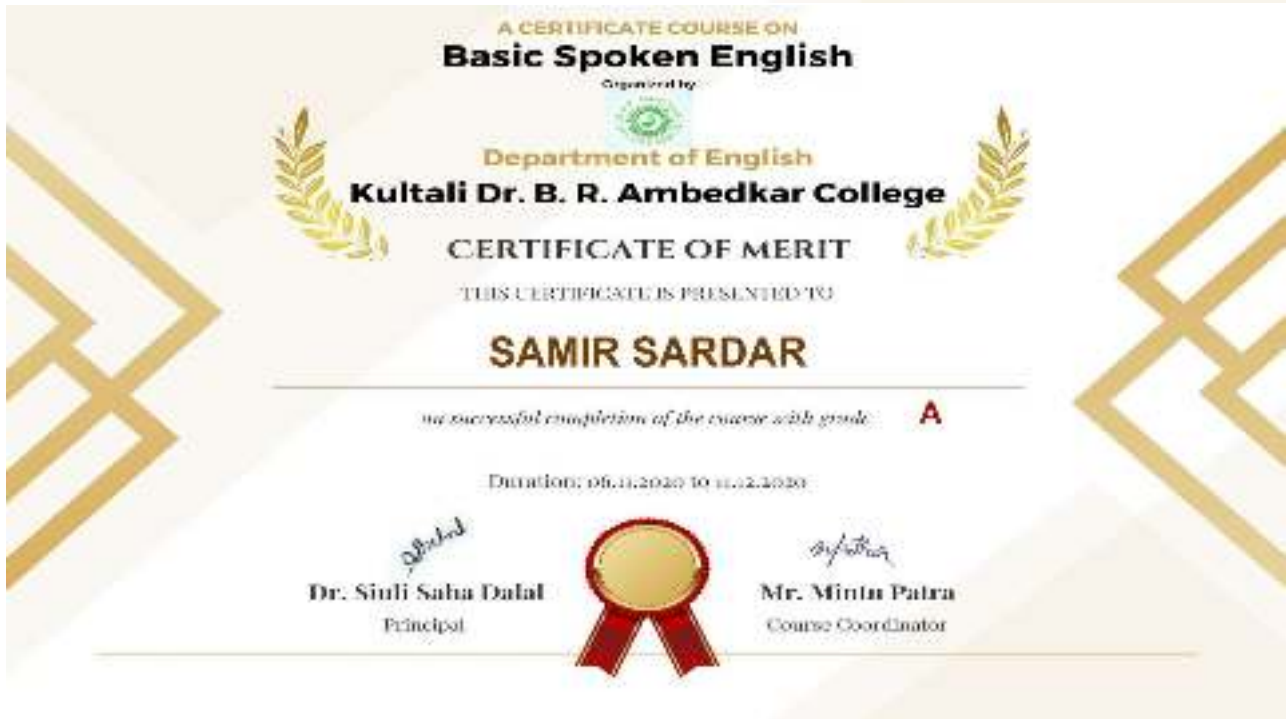 A CERTIFICATE COURSE ON
Basic Spoken English
Organized by
Department of English
Kultali Dr. B. R. Ambedkar College
CERTIFICATE OF MERIT
THIS CERTIFICATE IS PRESENTED TO
SAMIR SARDAR
on successful completion of the course with grade A
Duration: 06.11.2020 to 11.12.2020
Dr. Siuli Saha Dalal
Principal
Mr. Mintu Patra
Course Coordinator